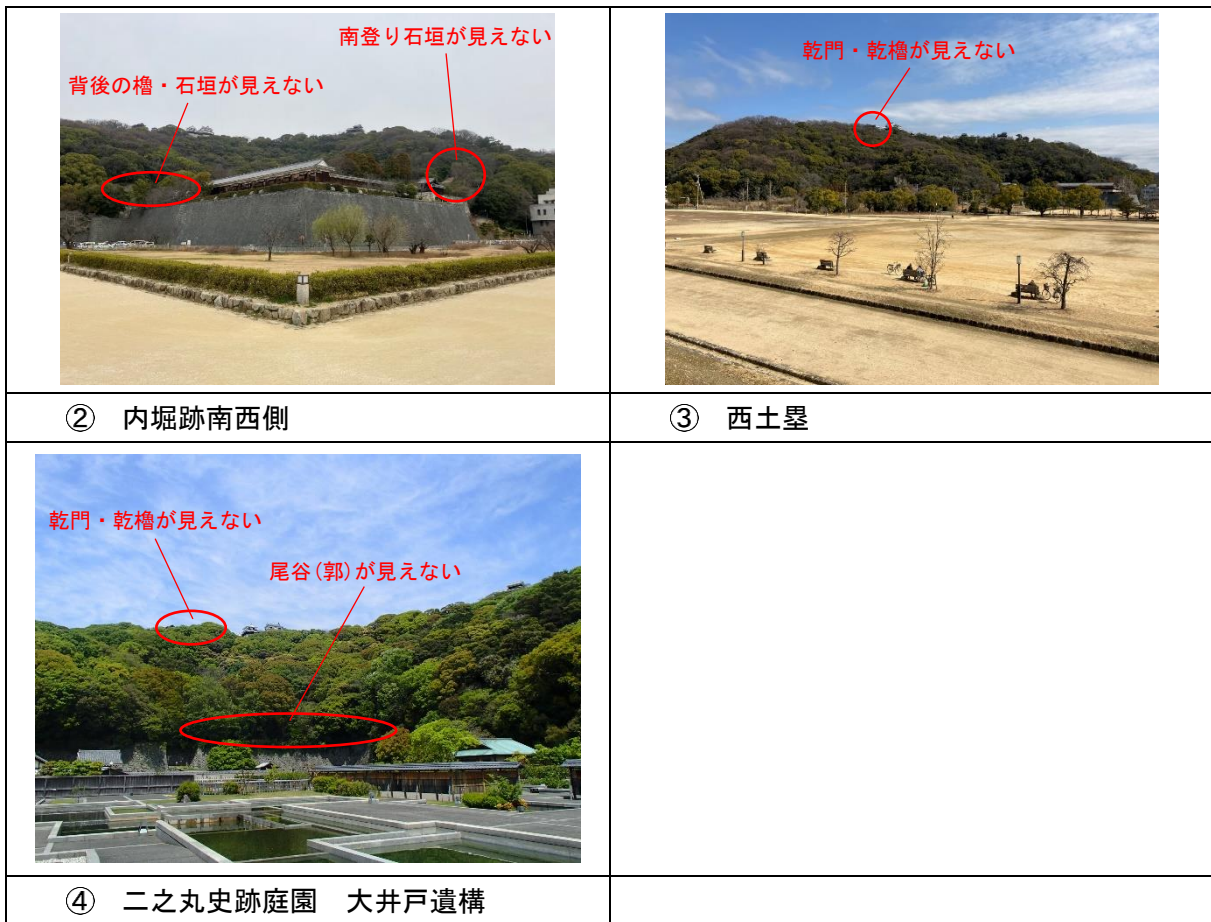 南登り石垣が見えない
背後の櫓・石垣が見えない
乾門・乾櫓が見えない
② 内堀跡南西側
③ 西土塁
乾門・乾櫓が見えない
尾谷(郭)が見えない
④ 二之丸史跡庭園 大井戸遺構